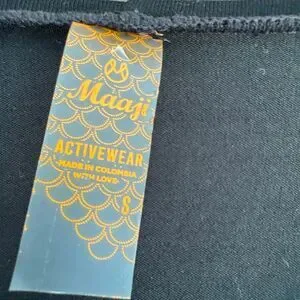 Maaji
ACTIVEWEAR
-MADE IN COLOMBIA
WITH LOVE-
S